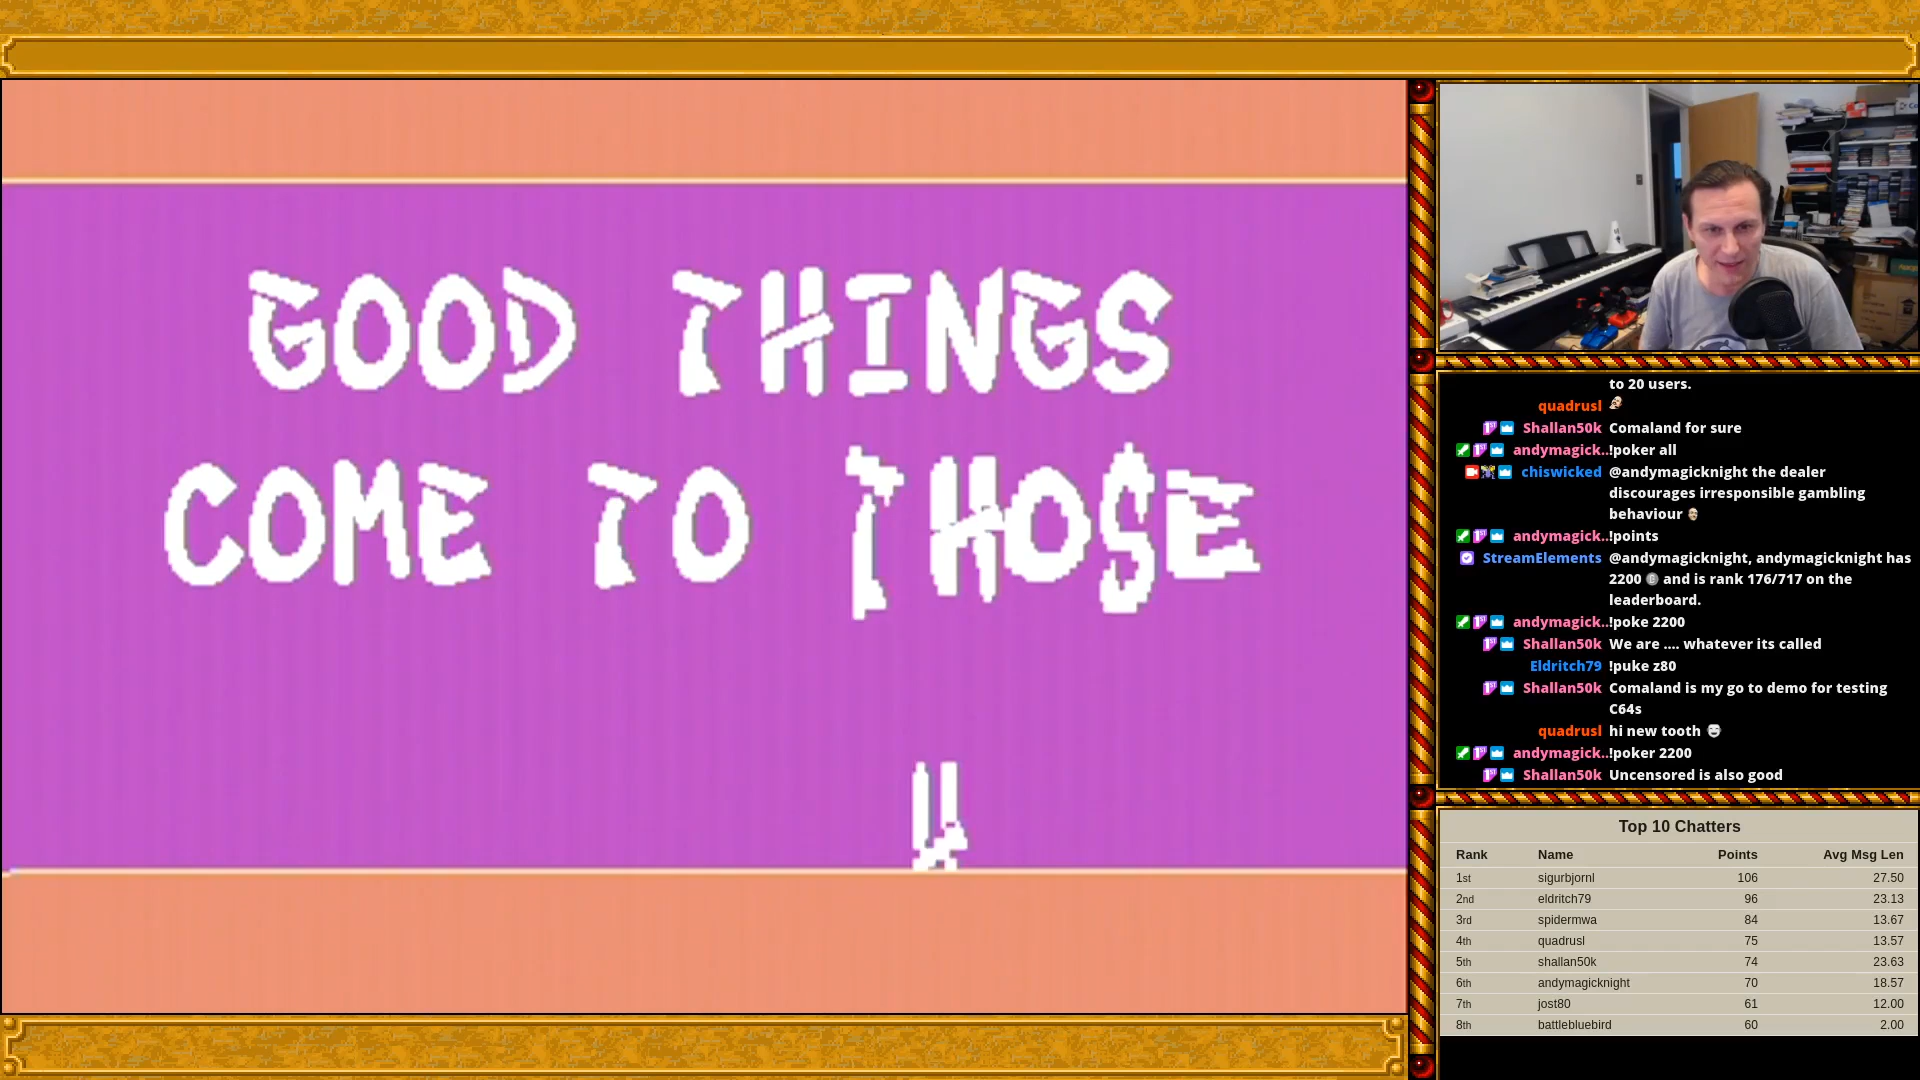 GOOD THINGS
COME TO THOSE
to 20 users.
quadrusl
Shallan50k Comaland for sure
andymagick..!poker all
chiswicked @andymagicknight the dealer
discourages irresponsible gambling
behaviour
andymagick..!points
StreamElements @andymagicknight, andymagicknight has
2200 and is rank 176/717 on the
leaderboard.
andymagick..!poke 2200
Shallan50k We are .... whatever its called
Eldritch79 !puke z80
Shallan50k Comaland is my go to demo for testing
C64s
quadrusl hi new tooth
andymagick..!poker 2200
Shallan50k Uncensored is also good
Top 10 Chatters
Rank Name Points Avg Msg Len
1st sigurbjornl 106 27.50
2nd eldritch79 96 23.13
3rd spidermwa 84 13.67
4th quadrusl 75 13.57
5th shallan50k 74 23.63
6th andymagicknight 70 18.57
7th jost80 61 12.00
8th battlebluebird 60 2.00